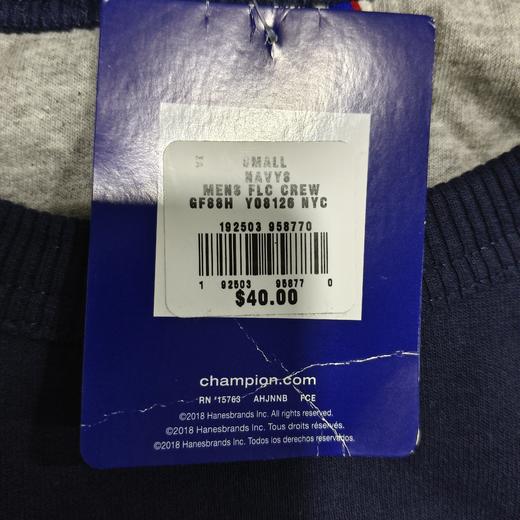 SMALL
NAVYS
MENS FLC CREW
GF88H Y08126 NYC
192503 958770
1 92503 95877 0
$40.00
champion.com
RN 15763 AHJNNB FCE
©2018 Hanesbrands Inc. All rights reserved.
©2018 Hanesbrands Inc. Tous droits réservés.
©2018 Hanesbrands Inc. Todos los derechos reservados.